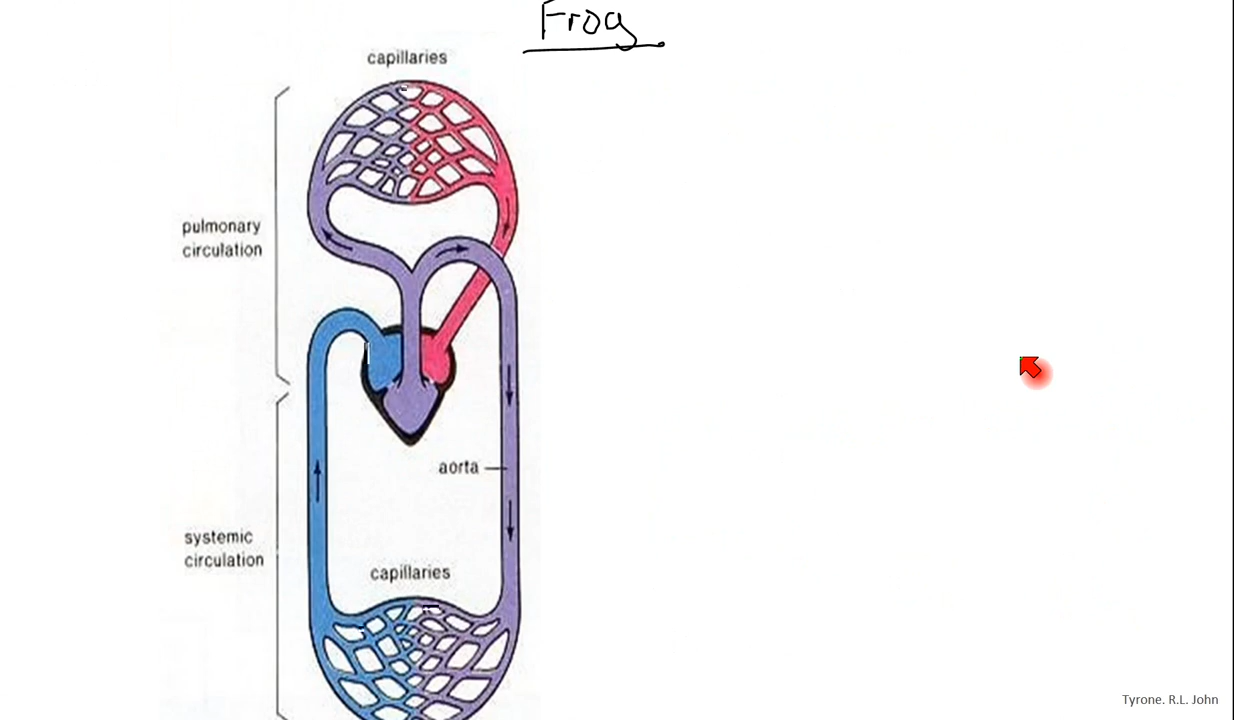 Frog
capillaries
pulmonary
circulation
aorta
systemic
circulation
capillaries
Tyrone. R.L. John